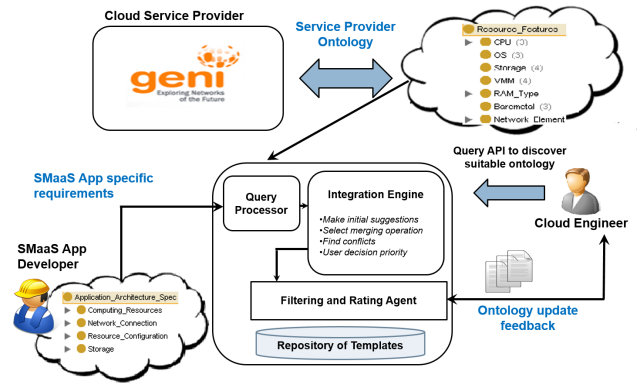 Cloud Service Provider
geni
Exploring Networks
of the Future
Service Provider
Ontology
Resource_Features
CPU (3)
OS (3)
Storage (4)
VMM (4)
RAM_Type
Baremetal (3)
Network_Element
SMaaS App specific
requirements
Query
Processor
Integration Engine
•Make initial suggestions
•Select merging operation
•Find conflicts
•User decision priority
Query API to discover
suitable ontology
Cloud Engineer
SMaaS App
Developer
Application_Architecture_Spec
Computing_Resources
Network_Connection
Resource_Configuration
Storage
Filtering and Rating Agent
Ontology update
feedback
Repository of Templates